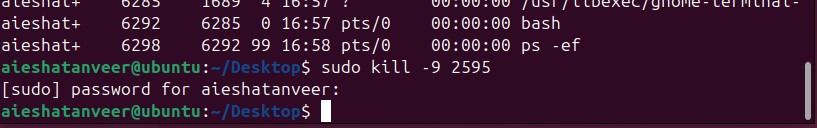 aieshat+    6285    1689  4 16:57 ?        00:00:00 /usr/libexec/gnome-terminal-
aieshat+    6292    6285  0 16:57 pts/0    00:00:00 bash
aieshat+    6298    6292 99 16:58 pts/0    00:00:00 ps -ef
aieshatanveer@ubuntu:~/Desktop$ sudo kill -9 2595
[sudo] password for aieshatanveer:
aieshatanveer@ubuntu:~/Desktop$